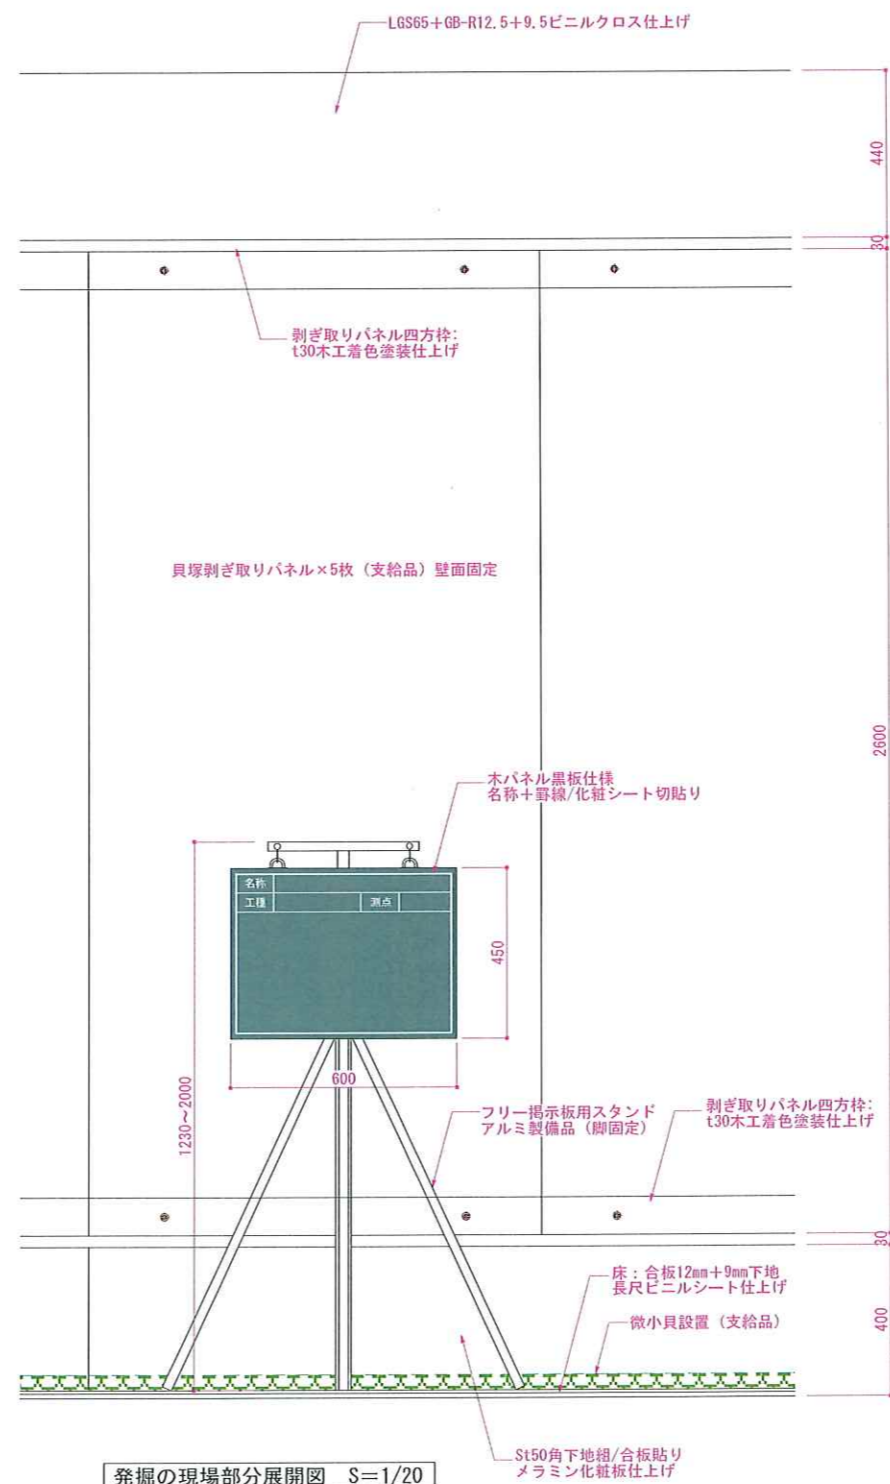 LGS65+GB-R12.5+9.5ビニルクロス仕上げ
440
30
剥ぎ取りパネル四方枠:
t30木工着色塗装仕上げ
貝塚剥ぎ取りパネル×5枚（支給品）壁面固定
2600
木パネル黒板仕様
名称+罫線/化粧シート切貼り
名称
工種
測点
450
600
1230~2000
フリー掲示板用スタンド
アルミ製備品（脚固定）
剥ぎ取りパネル四方枠:
t30木工着色塗装仕上げ
30
床：合板12mm+9mm下地
長尺ビニルシート仕上げ
微小貝設置（支給品）
400
St50角下地組/合板貼り
メラミン化粧板仕上げ
発掘の現場部分展開図 S=1/20